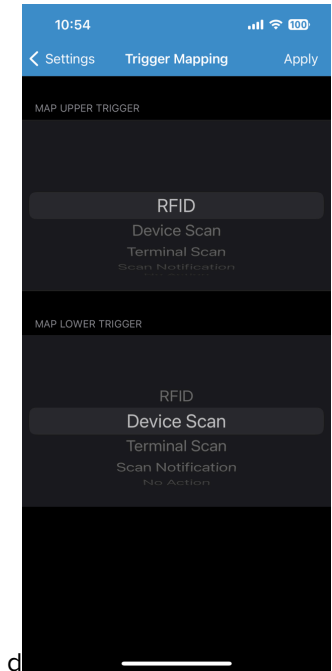 10:54
100
Settings Trigger Mapping Apply
MAP UPPER TRIGGER
RFID
Device Scan
Terminal Scan
Scan Notification
MAP LOWER TRIGGER
RFID
Device Scan
Terminal Scan
Scan Notification
No Action
d